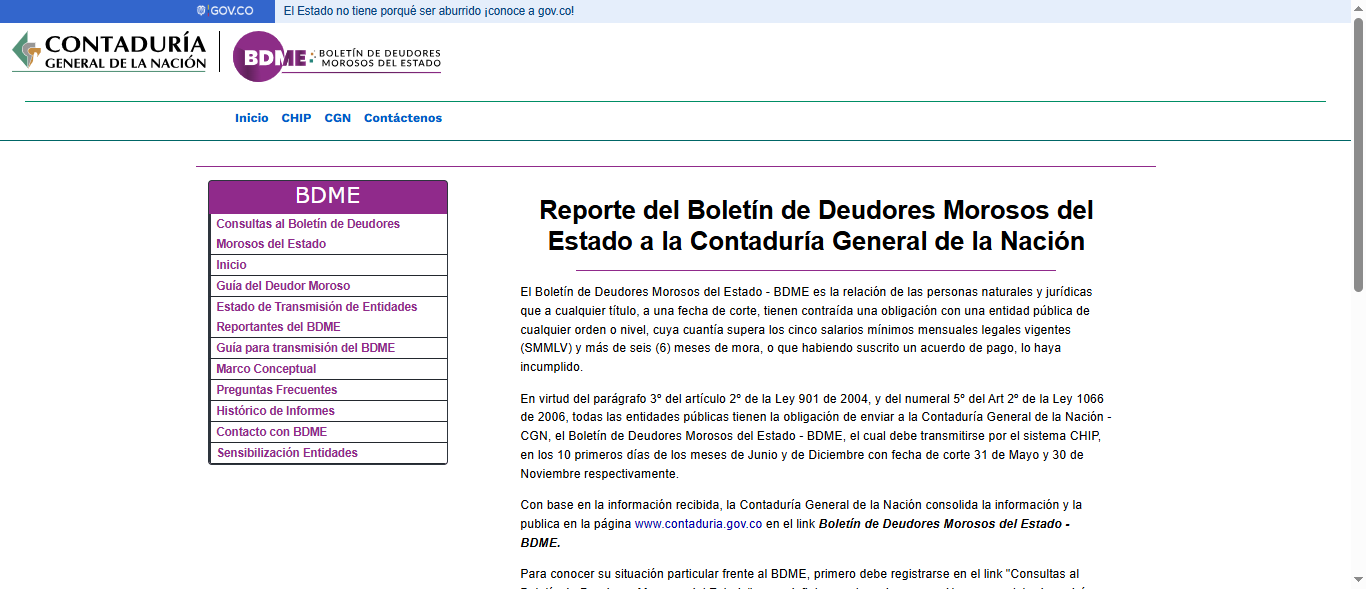 GOV.CO
El Estado no tiene porqué ser aburrido ¡conoce a gov.co!
CONTADURÍA
GENERAL DE LA NACIÓN
BDME
BOLETÍN DE DEUDORES
MOROSOS DEL ESTADO
Inicio CHIP CGN Contáctenos
BDME
Consultas al Boletín de Deudores
Morosos del Estado
Inicio
Guía del Deudor Moroso
Estado de Transmisión de Entidades
Reportantes del BDME
Guía para transmisión del BDME
Marco Conceptual
Preguntas Frecuentes
Histórico de Informes
Contacto con BDME
Sensibilización Entidades
Reporte del Boletín de Deudores Morosos del
Estado a la Contaduría General de la Nación
El Boletín de Deudores Morosos del Estado - BDME es la relación de las personas naturales y jurídicas
que a cualquier título, a una fecha de corte, tienen contraída una obligación con una entidad pública de
cualquier orden o nivel, cuya cuantía supera los cinco salarios mínimos mensuales legales vigentes
(SMMLV) y más de seis (6) meses de mora, o que habiendo suscrito un acuerdo de pago, lo haya
incumplido.
En virtud del parágrafo 3º del artículo 2º de la Ley 901 de 2004, y del numeral 5º del Art 2º de la Ley 1066
de 2006, todas las entidades públicas tienen la obligación de enviar a la Contaduría General de la Nación -
CGN, el Boletín de Deudores Morosos del Estado - BDME, el cual debe transmitirse por el sistema CHIP,
en los 10 primeros días de los meses de Junio y de Diciembre con fecha de corte 31 de Mayo y 30 de
Noviembre respectivamente.
Con base en la información recibida, la Contaduría General de la Nación consolida la información y la
publica en la página www.contaduria.gov.co en el link Boletín de Deudores Morosos del Estado -
BDME.
Para conocer su situación particular frente al BDME, primero debe registrarse en el link "Consultas al